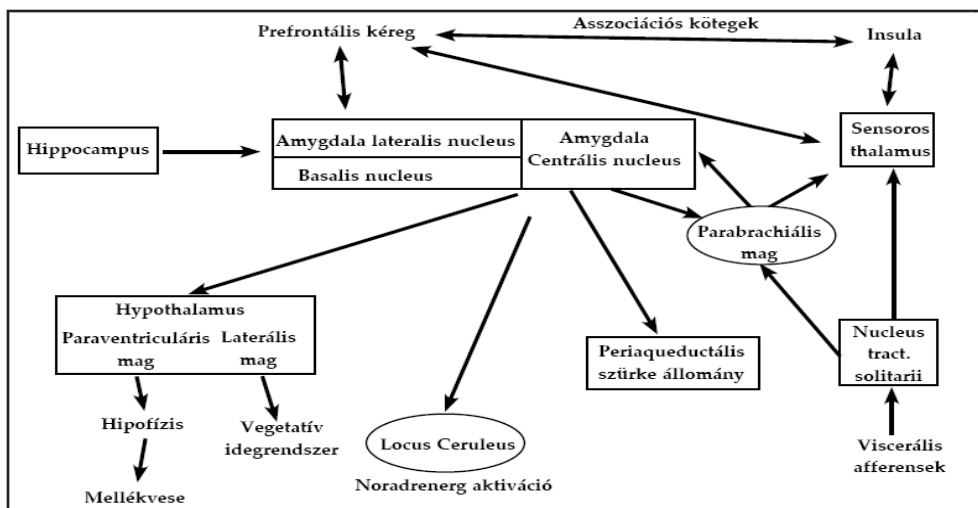 Asszociációs kötegek
Prefrontális kéreg
Insula
Hippocampus
Amygdala lateralis nucleus
Basalis nucleus
Amygdala
Centrális nucleus
Sensoros
thalamus
Parabrachiális
mag
Hypothalamus
Paraventriculáris
mag
Laterális
mag
Periaqueductális
szürke állomány
Nucleus
tract.
solitarii
Hipofízis
Vegetatív
idegrendszer
Locus Ceruleus
Viscerális
afferensek
Mellékvese
Noradrenerg aktiváció